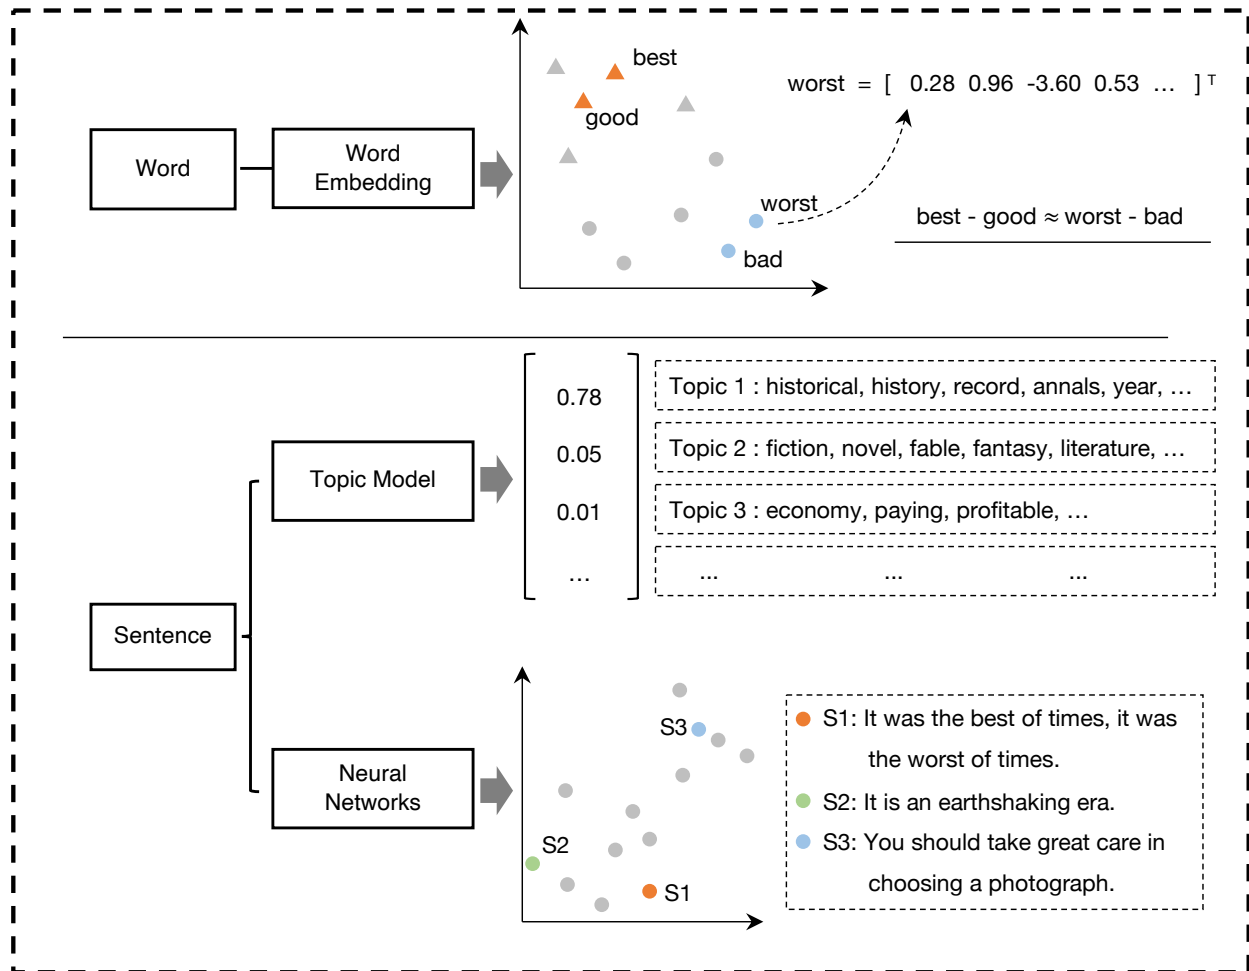 best
worst = [ 0.28 0.96 -3.60 0.53 … ] ᵀ
good
Word
Word
Embedding
worst
best - good ≈ worst - bad
bad
0.78
Topic 1 : historical, history, record, annals, year, …
0.05
Topic 2 : fiction, novel, fable, fantasy, literature, …
Topic Model
0.01
Topic 3 : economy, paying, profitable, …
…
... ... ...
Sentence
S3
S1: It was the best of times, it was
the worst of times.
Neural
Networks
S2: It is an earthshaking era.
S2
S3: You should take great care in
choosing a photograph.
S1